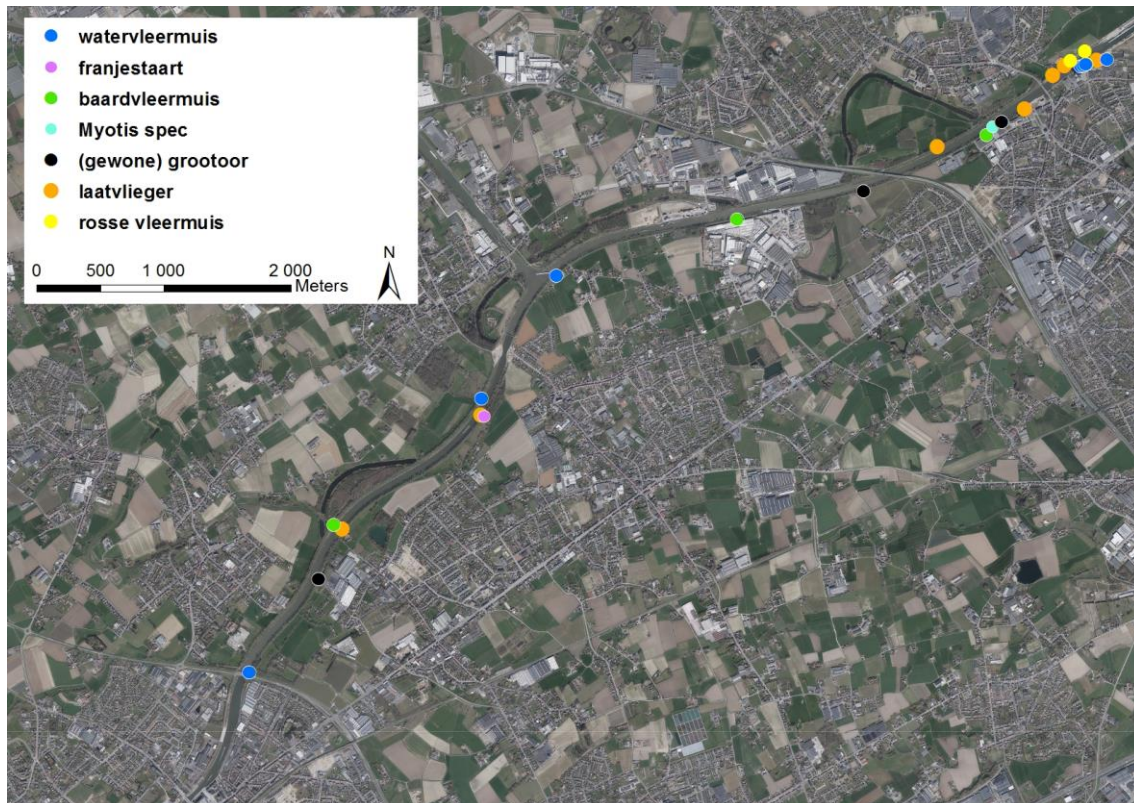 watervleermuis
franjestaart
baardvleermuis
Myotis spec
(gewone) grootoor
laatvlieger
rosse vleermuis
N
0 500 1 000 2 000
Meters